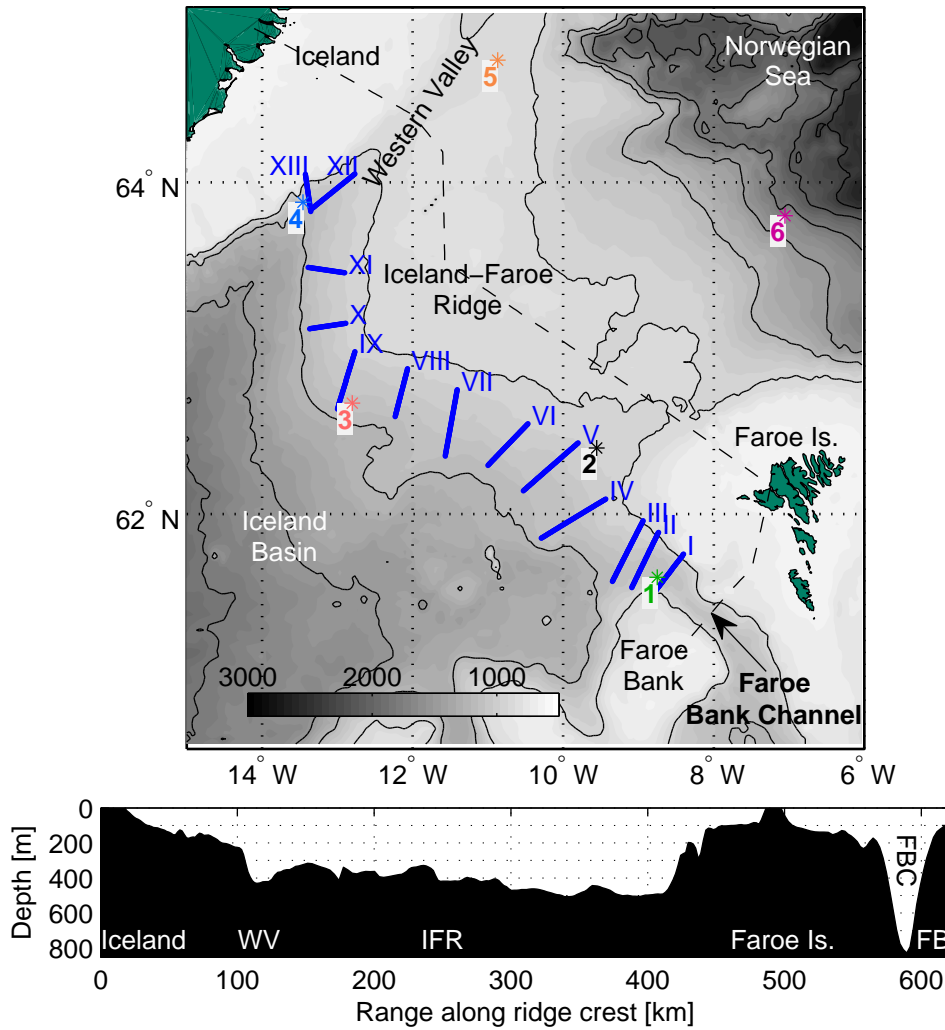 Iceland
Norwegian
Sea
5
Western Valley
XIII
XII
64° N
4
6
XI
Iceland–Faroe
Ridge
X
IX
VIII
VII
3
VI
V
2
Faroe Is.
IV
62° N
Iceland
Basin
III
II
I
1
Faroe
Bank
3000 2000 1000
Faroe
Bank Channel
14° W 12° W 10° W 8° W 6° W
Depth [m]
0
200
400
600
800
FBC
Iceland WV IFR Faroe Is. FB
0 100 200 300 400 500 600
Range along ridge crest [km]